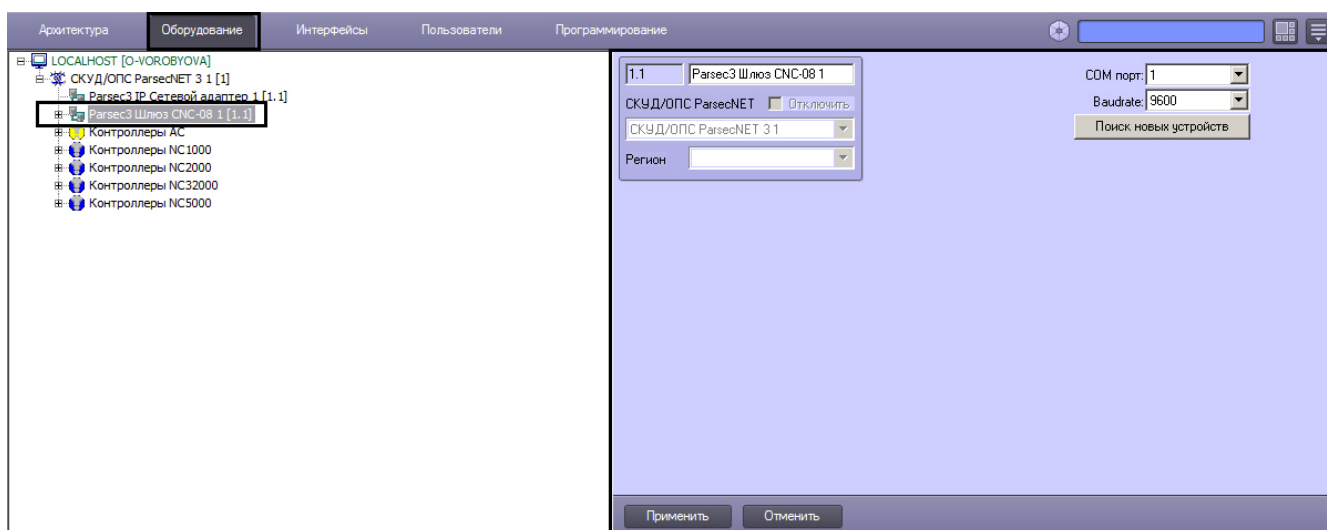 Архитектура Оборудование Интерфейсы Пользователи Программирование
LOCALHOST [O-VOROBYOVA]
СКУД/ОПС ParsecNET 3 1 [1]
Parsec3 IP Сетевой адаптер 1 [1.1]
Parsec3 Шлюз CNC-08 1 [1.1]
Контроллеры AC
Контроллеры NC1000
Контроллеры NC2000
Контроллеры NC32000
Контроллеры NC5000
1.1 Parsec3 Шлюз CNC-08 1
СКУД/ОПС ParsecNET Отключить
СКУД/ОПС ParsecNET 3 1
Регион
COM порт: 1
Baudrate: 9600
Поиск новых устройств
Применить Отменить